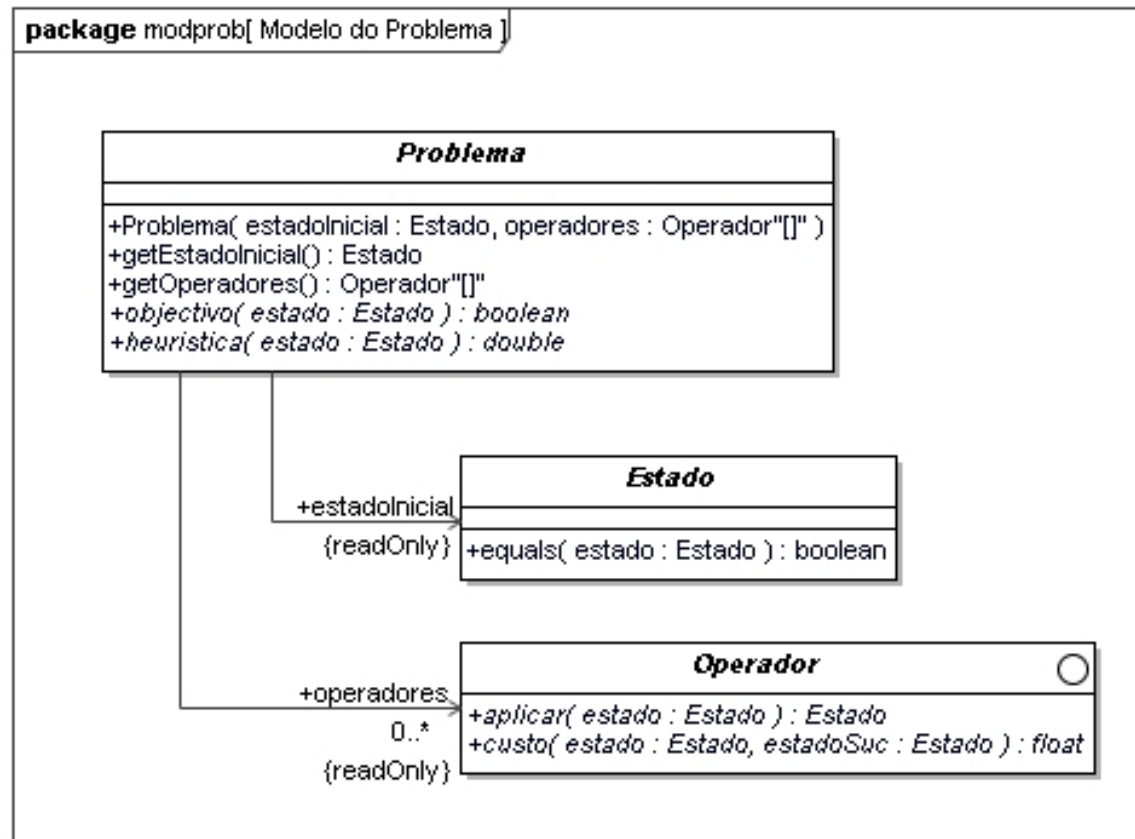 package modprob[ Modelo do Problema ]
Problema
+Problema( estadoInicial : Estado, operadores : Operador"[]" )
+getEstadoInicial() : Estado
+getOperadores() : Operador"[]"
+objectivo( estado : Estado ) : boolean
+heuristica( estado : Estado ) : double
+estadoInicial
{readOnly}
Estado
+equals( estado : Estado ) : boolean
+operadores
0..*
{readOnly}
Operador
+aplicar( estado : Estado ) : Estado
+custo( estado : Estado, estadoSuc : Estado ) : float